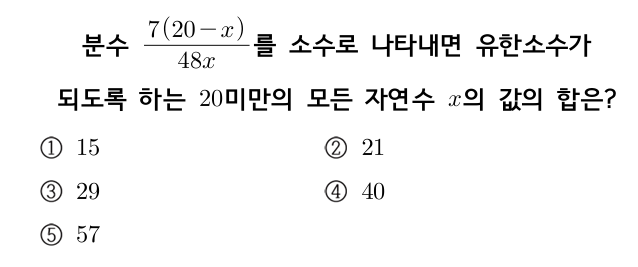 분수 7(20-x)/48x 를 소수로 나타내면 유한소수가
되도록 하는 20미만의 모든 자연수 x의 값의 합은?
① 15 ② 21
③ 29 ④ 40
⑤ 57